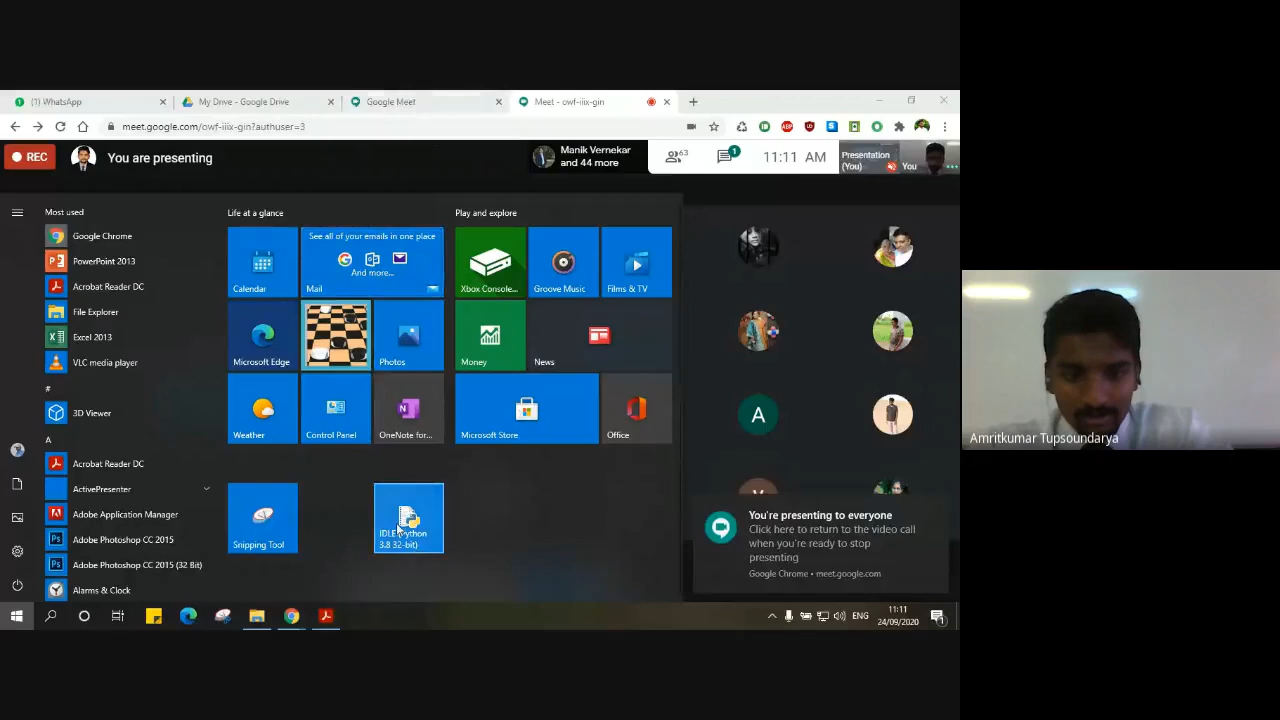 (1) WhatsApp
My Drive - Google Drive
Google Meet
Meet - owf-iiix-gin
meet.google.com/owf-iiix-gin?authuser=3
REC
You are presenting
Manik Vernekar
and 44 more
63
1
11:11 AM
Presentation
(You)
You
Most used
Google Chrome
PowerPoint 2013
Acrobat Reader DC
File Explorer
Excel 2013
VLC media player
#
3D Viewer
A
Acrobat Reader DC
ActivePresenter
Adobe Application Manager
Adobe Photoshop CC 2015
Adobe Photoshop CC 2015 (32 Bit)
Alarms & Clock
Life at a glance
Calendar
See all of your emails in one place
And more...
Mail
Microsoft Edge
Photos
Weather
Control Panel
OneNote for...
Snipping Tool
IDLE (Python
3.8 32-bit)
Play and explore
Xbox Console...
Groove Music
Films & TV
Money
News
Microsoft Store
Office
A
You're presenting to everyone
Click here to return to the video call
when you're ready to stop
presenting
Google Chrome • meet.google.com
ENG
11:11
24/09/2020
Amritkumar Tupsoundarya